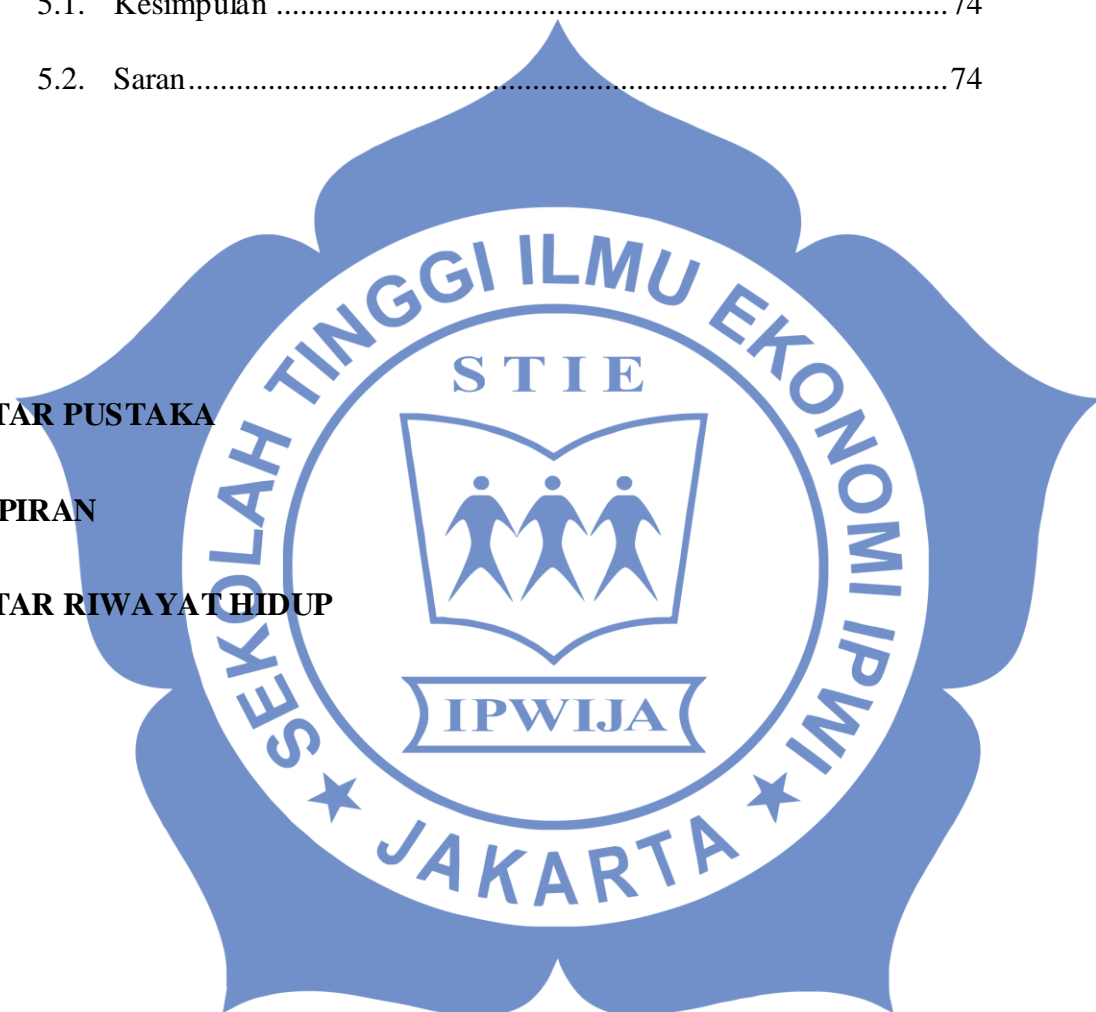 5.1. Kesimpulan ........................................................................................ 74
5.2. Saran ................................................................................................ 74
SEKOLAH TINGGI ILMU EKONOMI IPWI
STIE
TAR PUSTAKA
PIRAN
TAR RIWAYAT HIDUP
IPWIJA
★ JAKARTA ★